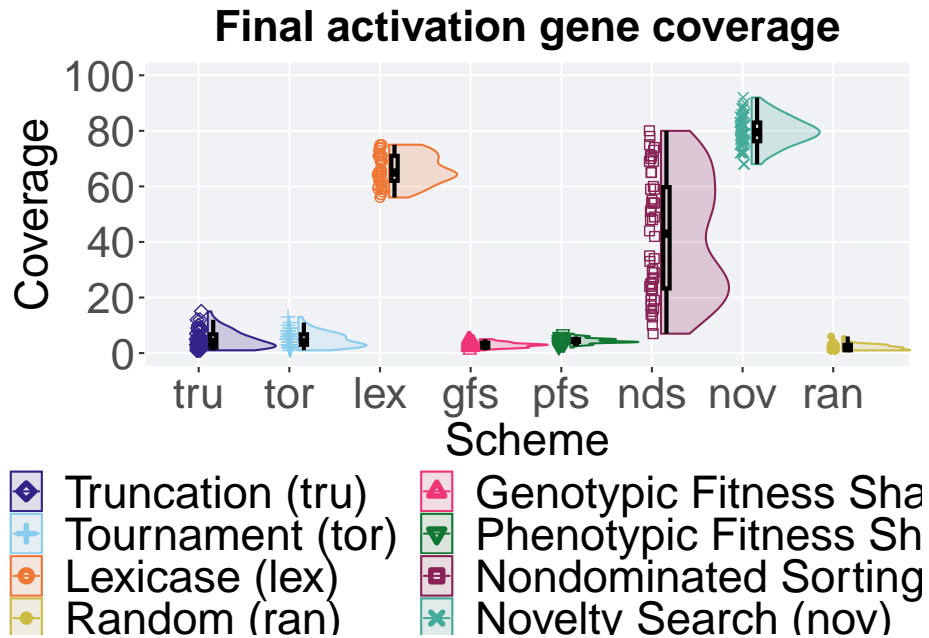 Final activation gene coverage
Coverage
100
80
60
40
20
0
tru tor lex gfs pfs nds nov ran
Scheme
Truncation (tru) Genotypic Fitness Sha
Tournament (tor) Phenotypic Fitness Sh
Lexicase (lex) Nondominated Sorting
Random (ran) Novelty Search (nov)